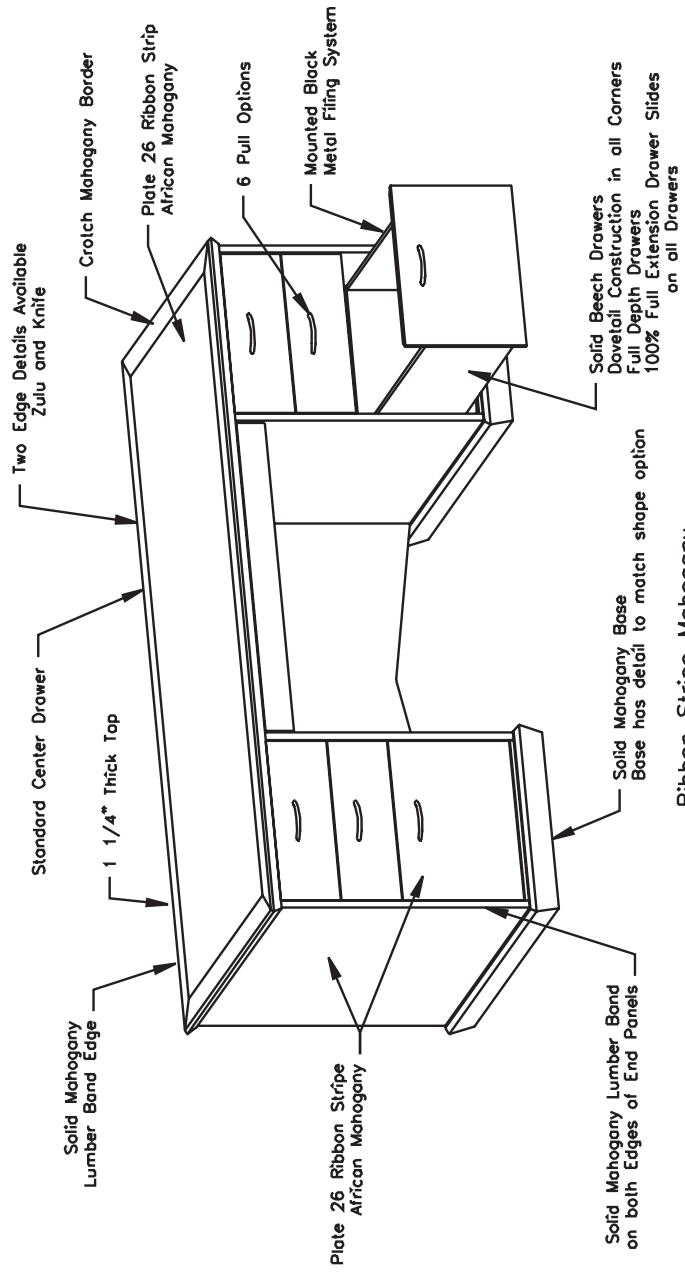 Two Edge Details Available
Zulu and Knife
Crotch Mahogany Border
Plate 26 Ribbon Strip
African Mahogany
6 Pull Options
Mounted Black
Metal Filing System
Standard Center Drawer
1 1/4" Thick Top
Solid Mahogany
Lumber Band Edge
Plate 26 Ribbon Stripe
African Mahogany
Solid Mahogany Lumber Band
on both Edges of End Panels
Solid Mahogany Base
Base has detail to match shape option
Solid Beech Drawers
Dovetail Construction in all Corners
Full Depth Drawers
100% Full Extension Drawer Slides
on all Drawers
Ribbon Stripe Mahogany